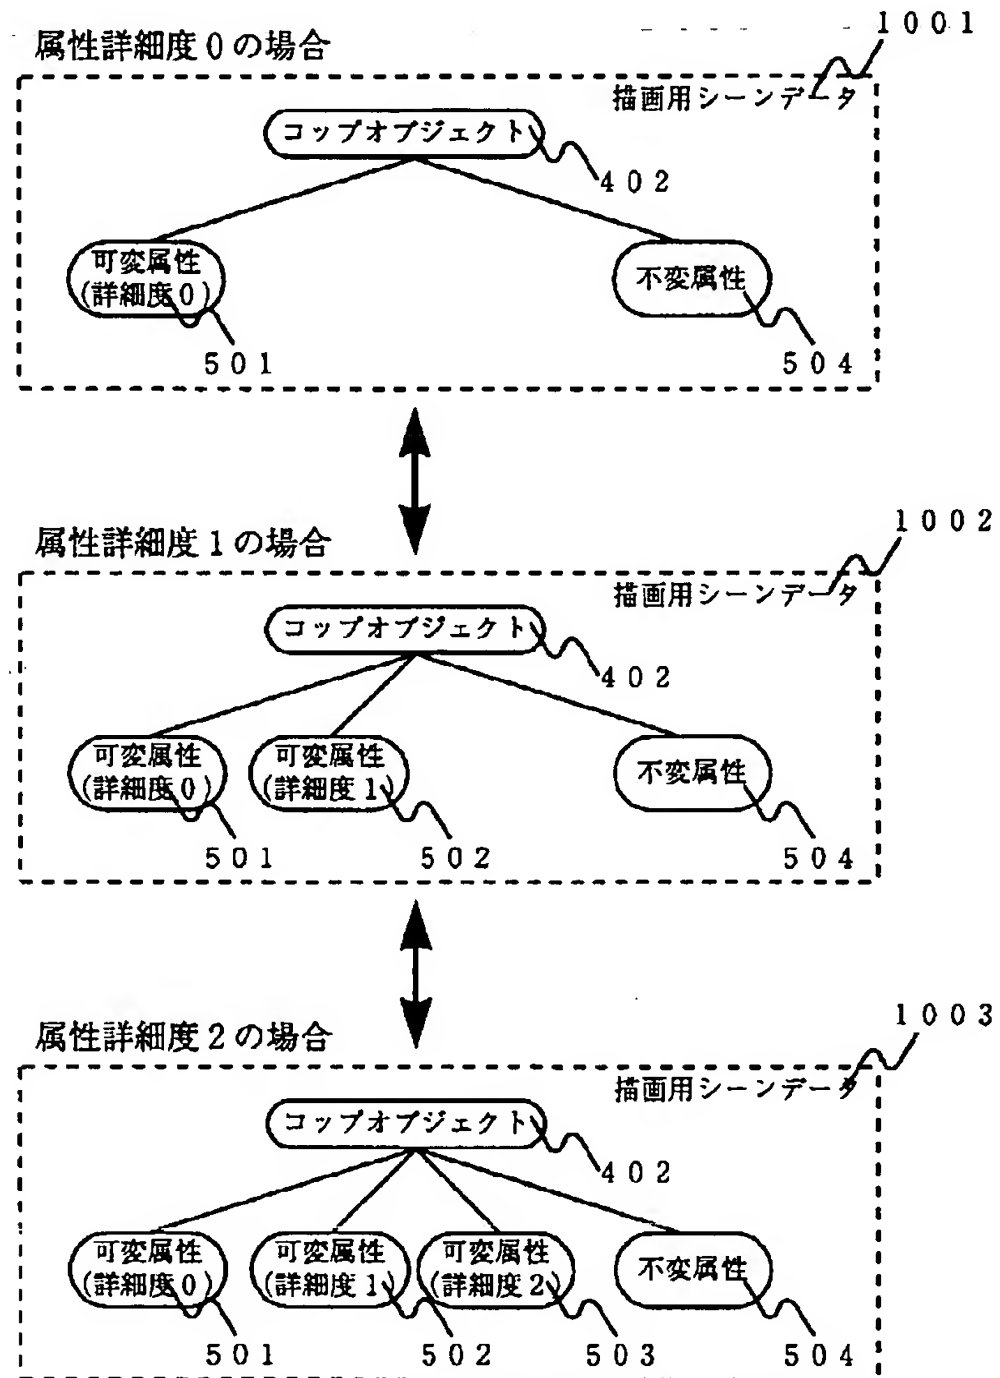 1001
属性詳細度0の場合
描画用シーンデータ
コップオブジェクト
402
可変属性
(詳細度0)
不変属性
501
504
1002
属性詳細度1の場合
描画用シーンデータ
コップオブジェクト
402
可変属性
(詳細度0)
可変属性
(詳細度1)
不変属性
501
502
504
1003
属性詳細度2の場合
描画用シーンデータ
コップオブジェクト
402
可変属性
(詳細度0)
可変属性
(詳細度1)
可変属性
(詳細度2)
不変属性
501
502
503
504